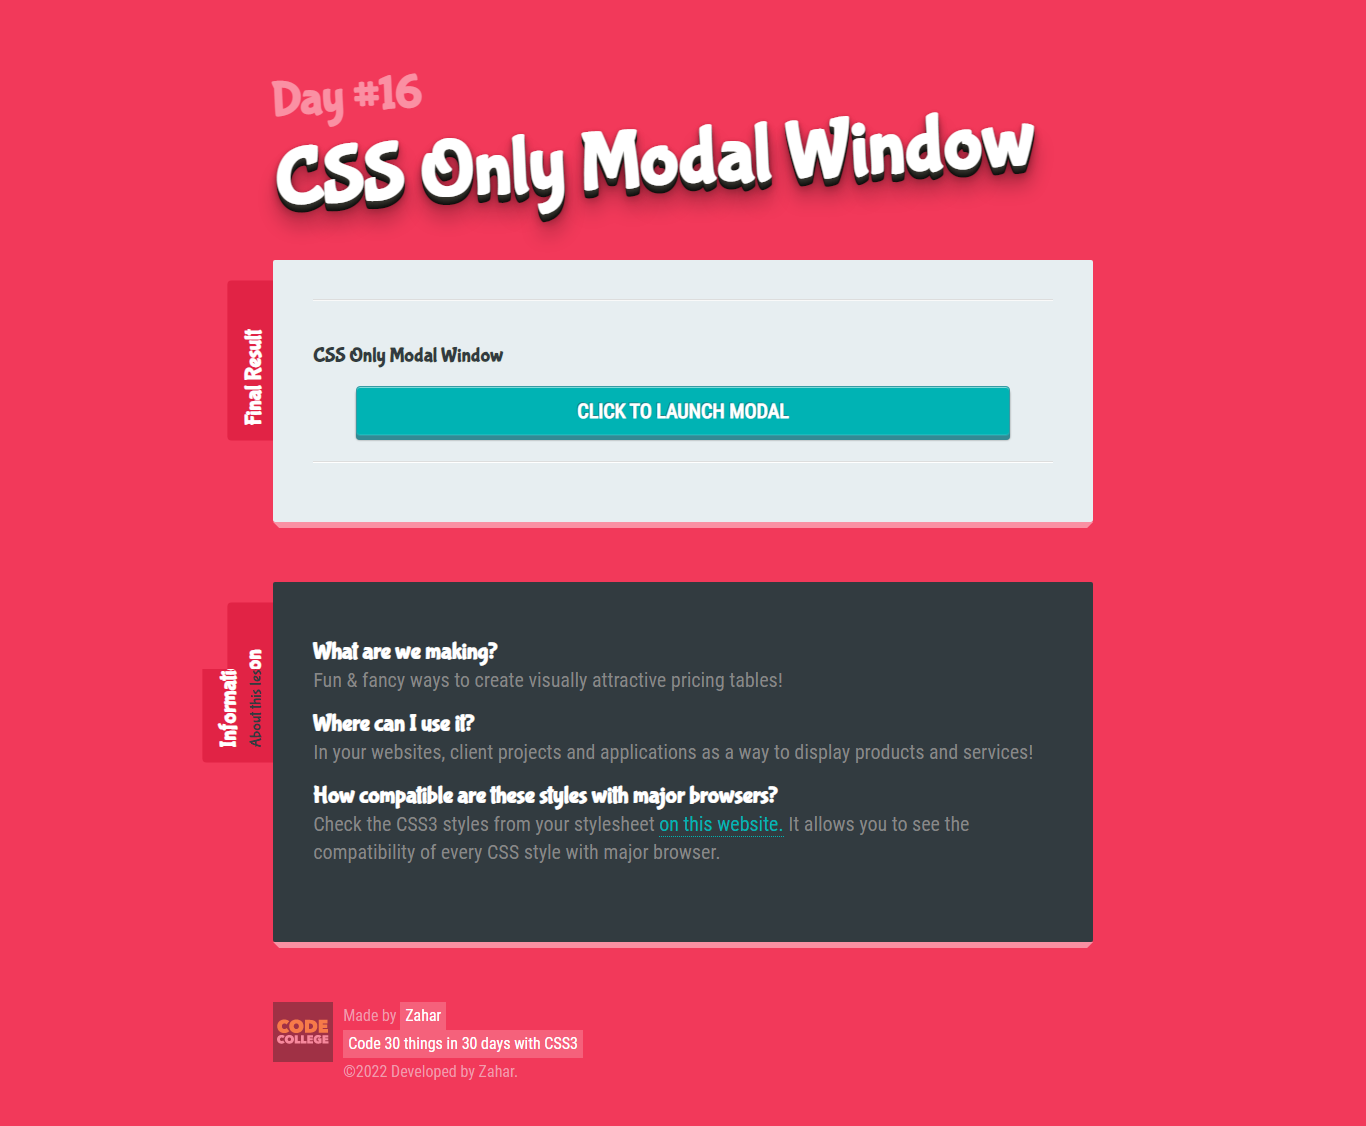 Day #16
CSS Only Modal Window
Final Result
CSS Only Modal Window
CLICK TO LAUNCH MODAL
Information
About this les
What are we making?
Fun & fancy ways to create visually attractive pricing tables!
Where can I use it?
In your websites, client projects and applications as a way to display products and services!
How compatible are these styles with major browsers?
Check the CSS3 styles from your stylesheet on this website. It allows you to see the
compatibility of every CSS style with major browser.
CODE
COLLEGE
Made by Zahar
Code 30 things in 30 days with CSS3
©2022 Developed by Zahar.